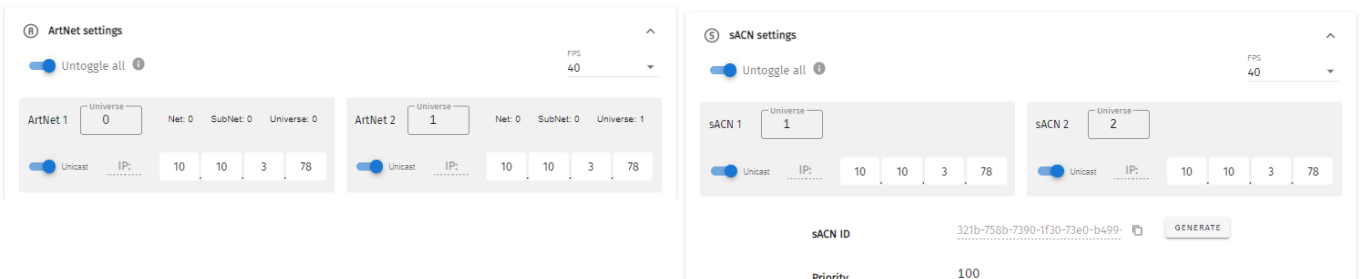 ArtNet settings
Untoggle all
FPS
40
ArtNet 1
Universe
0
Net: 0 SubNet: 0 Universe: 0
Unicast
IP: 10 . 10 . 3 . 78
ArtNet 2
Universe
1
Net: 0 SubNet: 0 Universe: 1
Unicast
IP: 10 . 10 . 3 . 78
S
sACN settings
Untoggle all
FPS
40
sACN 1
Universe
1
Unicast
IP: 10 . 10 . 3 . 78
sACN 2
Universe
2
Unicast
IP: 10 . 10 . 3 . 78
sACN ID
321b-758b-7390-1f30-73e0-b499-
GENERATE
Priority
100